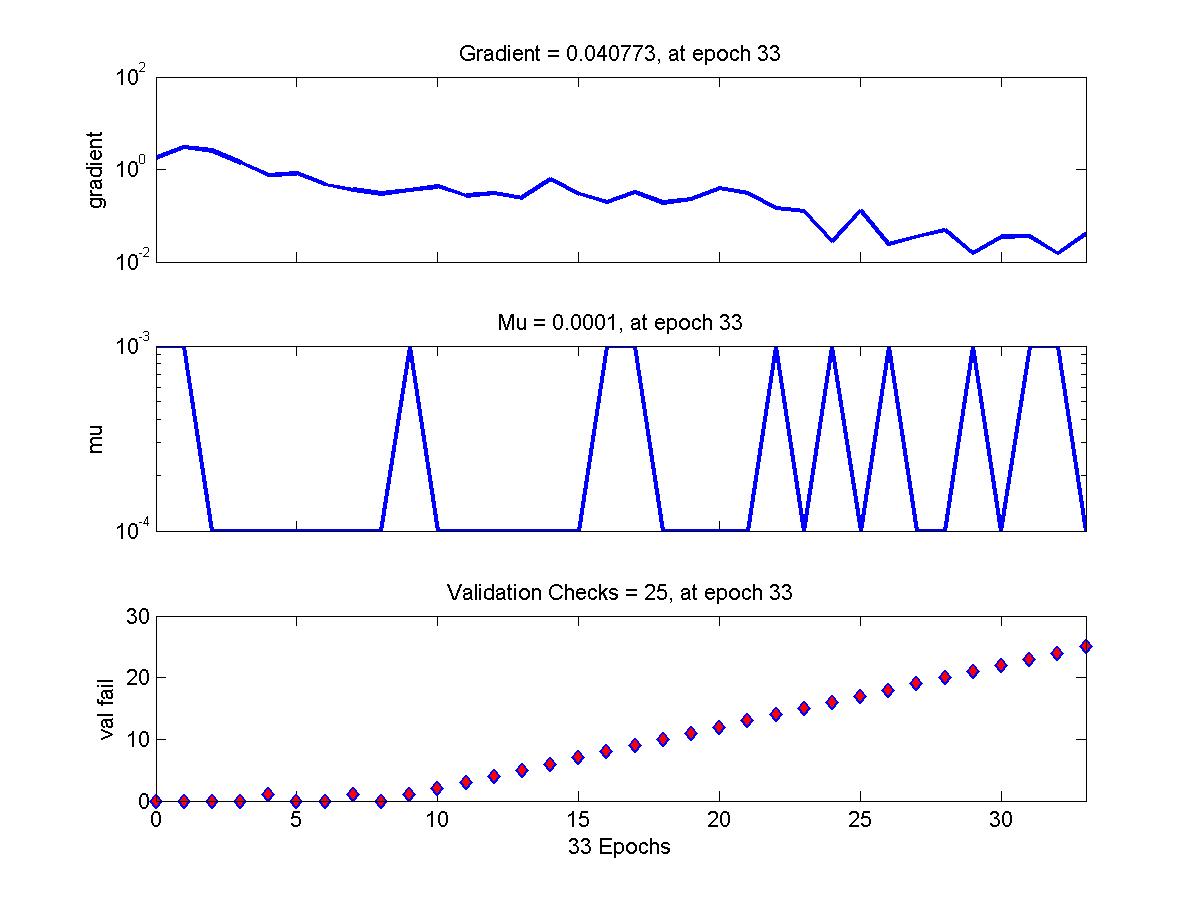 Gradient = 0.040773, at epoch 33
10^2
10^0
10^-2
gradient
Mu = 0.0001, at epoch 33
10^-3
10^-4
mu
Validation Checks = 25, at epoch 33
30
20
10
0
val fail
0 5 10 15 20 25 30
33 Epochs